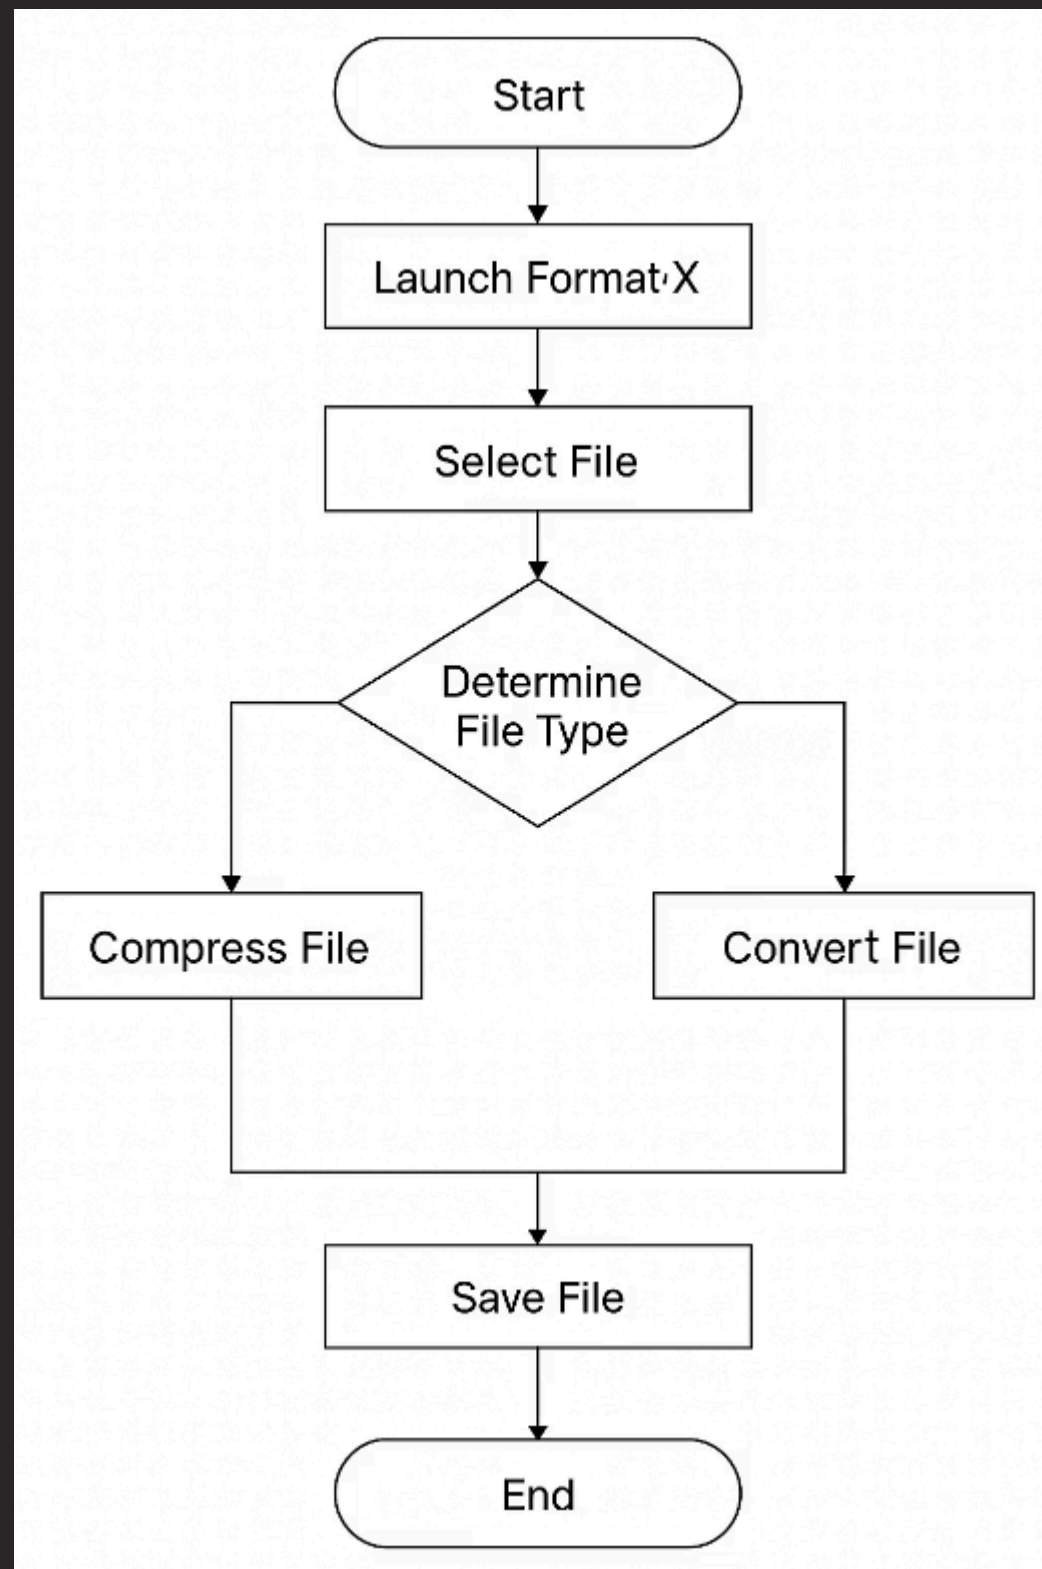 Start
Launch Format‑X
Select File
Determine
File Type
Compress File
Convert File
Save File
End